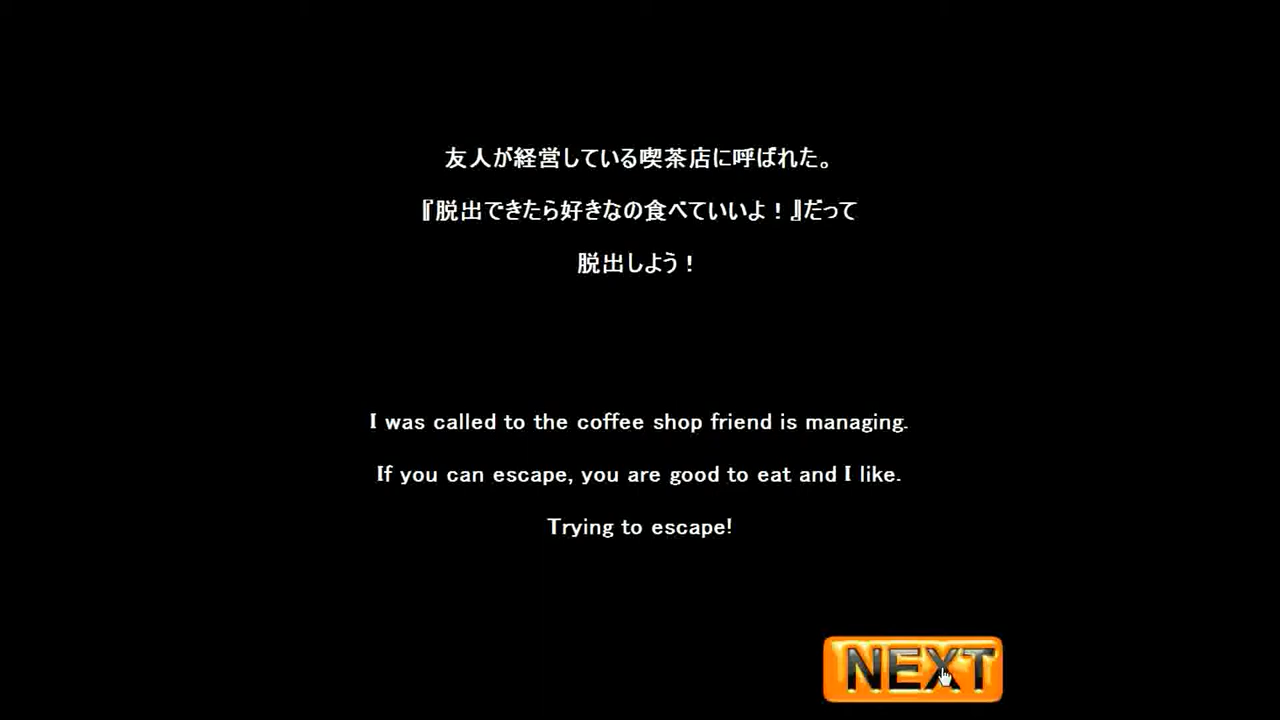 友人が経営している喫茶店に呼ばれた。
『脱出できたら好きなの食べていいよ！』だって
脱出しよう！
I was called to the coffee shop friend is managing.
If you can escape, you are good to eat and I like.
Trying to escape!
NEXT